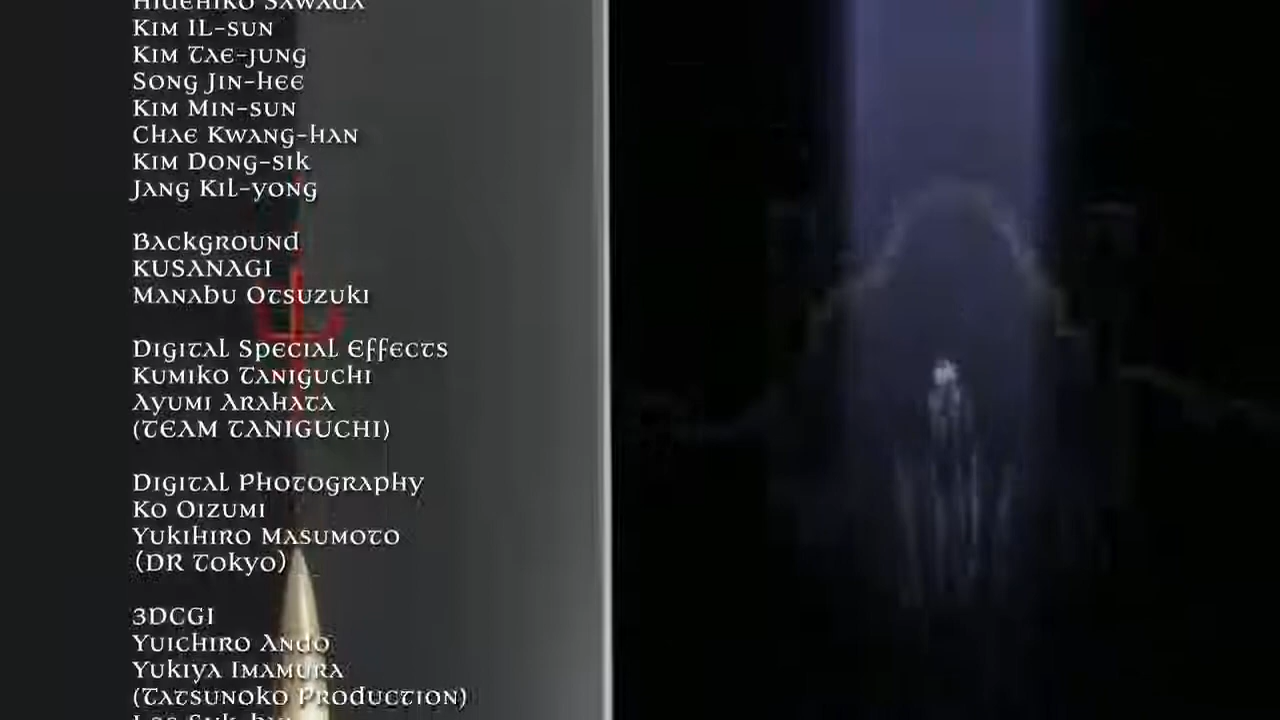 Hidehiko Sawada
Kim Il-sun
Kim Tae-jung
Song Jin-hee
Kim Min-sun
Chae Kwang-han
Kim Dong-sik
Jang Kil-yong
Background
KUSANAGI
Manabu Otsuzuki
Digital Special Effects
Kumiko Taniguchi
Ayumi Arahata
(TEAM TANIGUCHI)
Digital Photography
Ko Oizumi
Yukihiro Masumoto
(DR Tokyo)
3DCGI
Yuichiro Ando
Yukiya Imamura
(Tatsunoko Production)